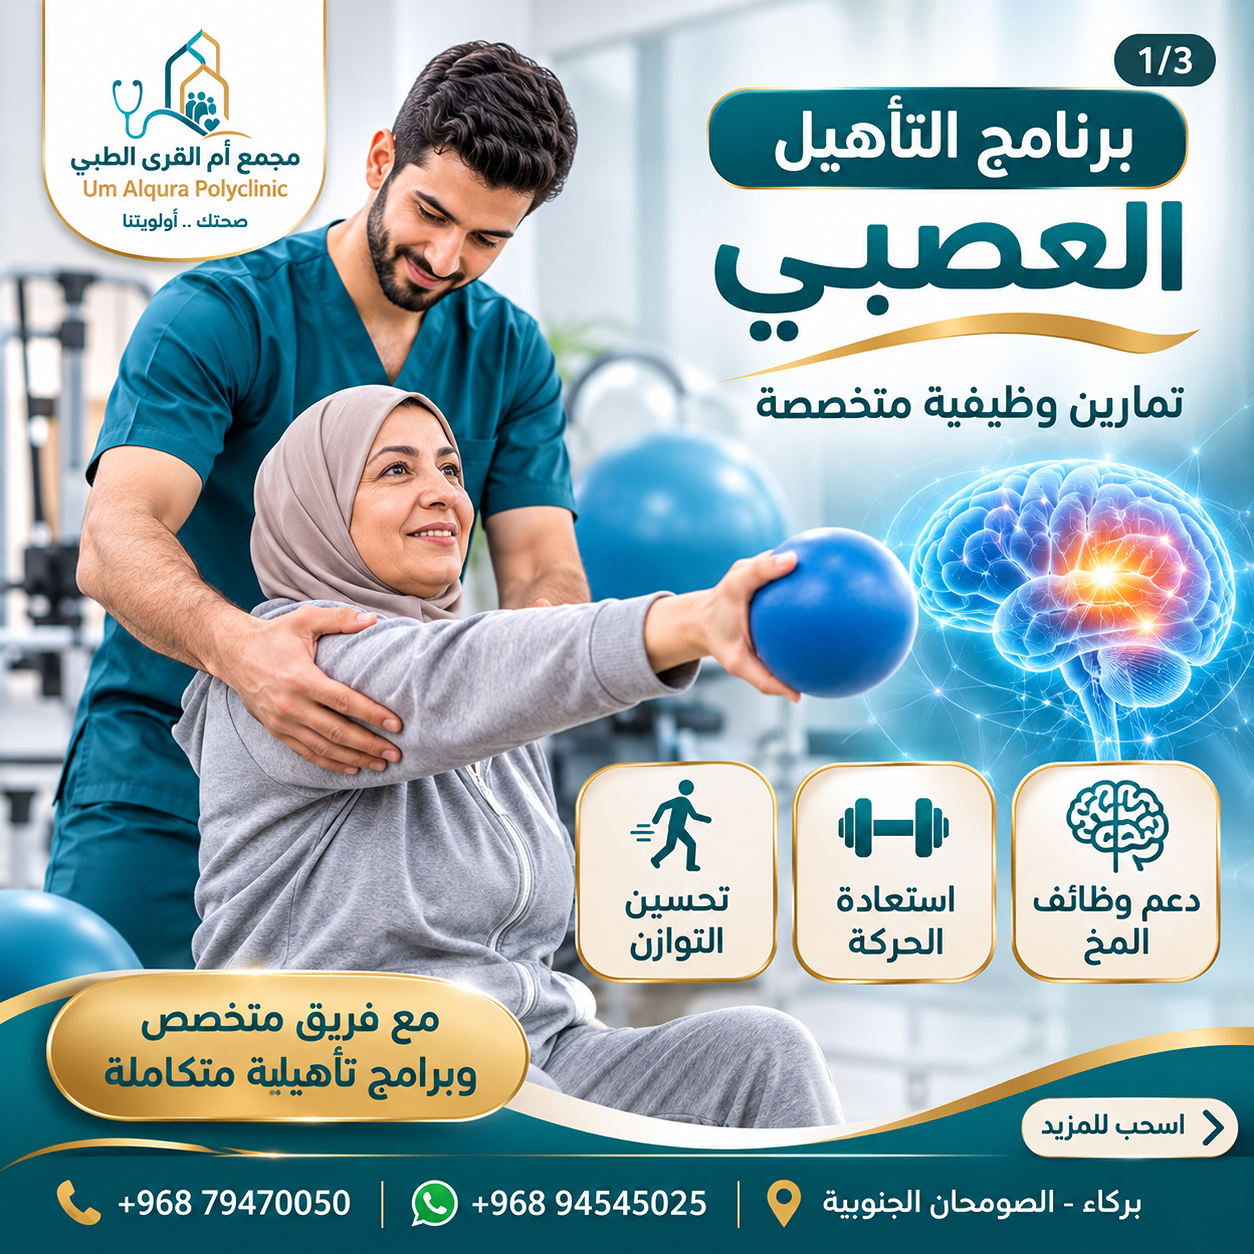 مجمع أم القرى الطبي
Um Alqura Polyclinic
صحتك .. أولويتنا
1/3
برنامج التأهيل
العصبي
تمارين وظيفية متخصصة
دعم وظائف
المخ
استعادة
الحركة
تحسين
التوازن
مع فريق متخصص
وبرامج تأهيلية متكاملة
اسحب للمزيد
+968 79470050
+968 94545025
بركاء - الصومحان الجنوبية